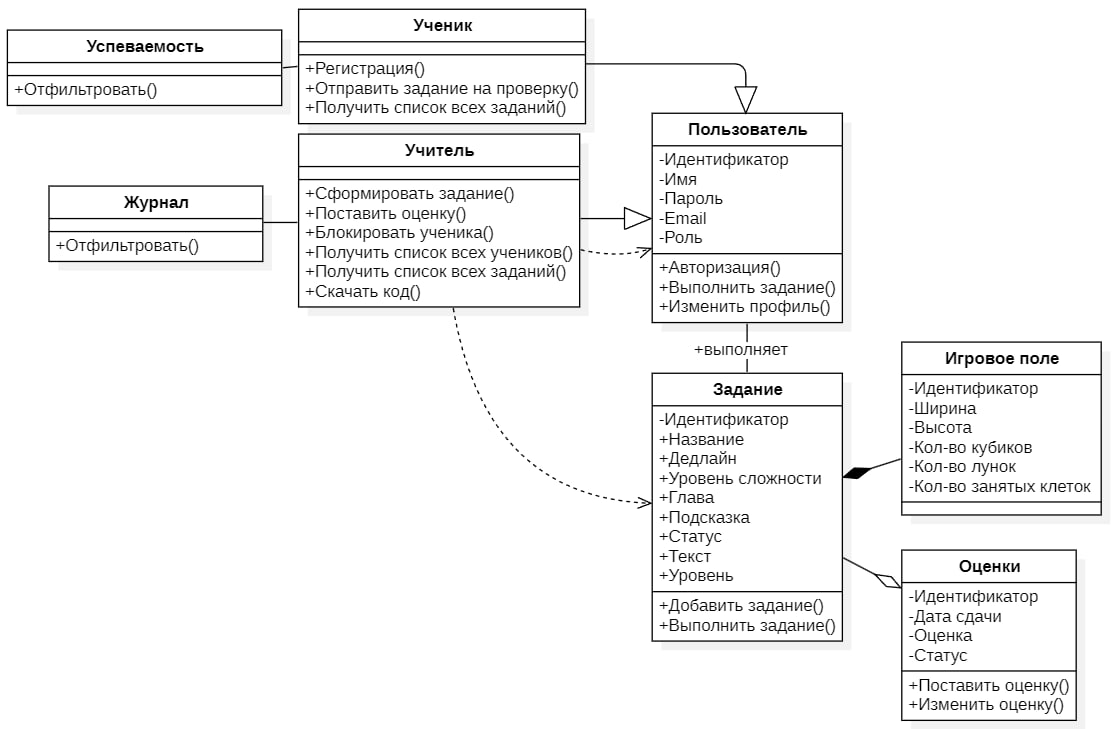 Успеваемость
+Отфильтровать()
Ученик
+Регистрация()
+Отправить задание на проверку()
+Получить список всех заданий()
Журнал
+Отфильтровать()
Учитель
+Сформировать задание()
+Поставить оценку()
+Блокировать ученика()
+Получить список всех учеников()
+Получить список всех заданий()
+Скачать код()
Пользователь
-Идентификатор
-Имя
-Пароль
-Email
-Роль
+Авторизация()
+Выполнить задание()
+Изменить профиль()
+выполняет
Задание
-Идентификатор
+Название
+Дедлайн
+Уровень сложности
+Глава
+Подсказка
+Статус
+Текст
+Уровень
+Добавить задание()
+Выполнить задание()
Игровое поле
-Идентификатор
-Ширина
-Высота
-Кол-во кубиков
-Кол-во лунок
-Кол-во занятых клеток
Оценки
-Идентификатор
-Дата сдачи
-Оценка
-Статус
+Поставить оценку()
+Изменить оценку()